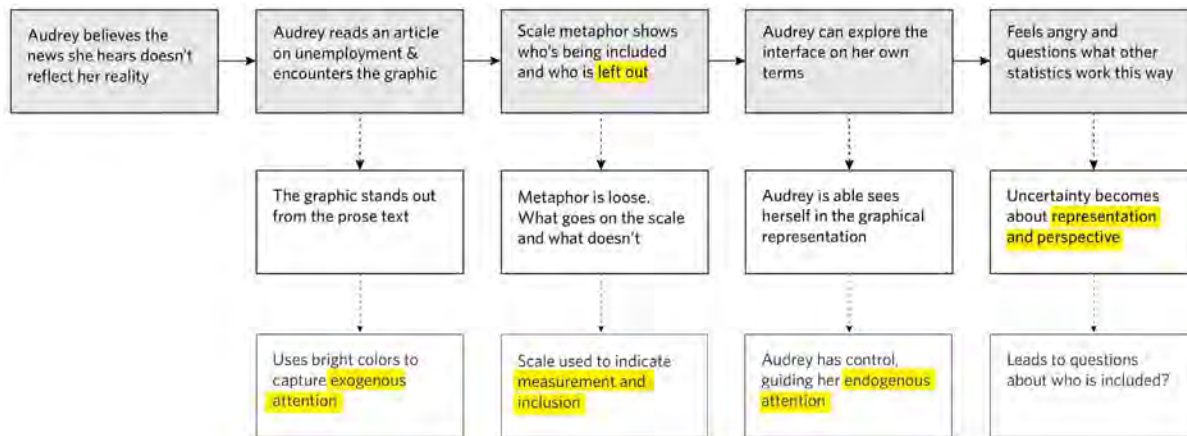 Audrey believes the
news she hears doesn't
reflect her reality
Audrey reads an article
on unemployment &
encounters the graphic
Scale metaphor shows
who's being included
and who is left out
Audrey can explore the
interface on her own
terms
Feels angry and
questions what other
statistics work this way
The graphic stands out
from the prose text
Metaphor is loose.
What goes on the scale
and what doesn't
Audrey is able sees
herself in the graphical
representation
Uncertainty becomes
about representation
and perspective
Uses bright colors to
capture exogenous
attention
Scale used to indicate
measurement and
inclusion
Audrey has control,
guiding her endogenous
attention
Leads to questions
about who is included?